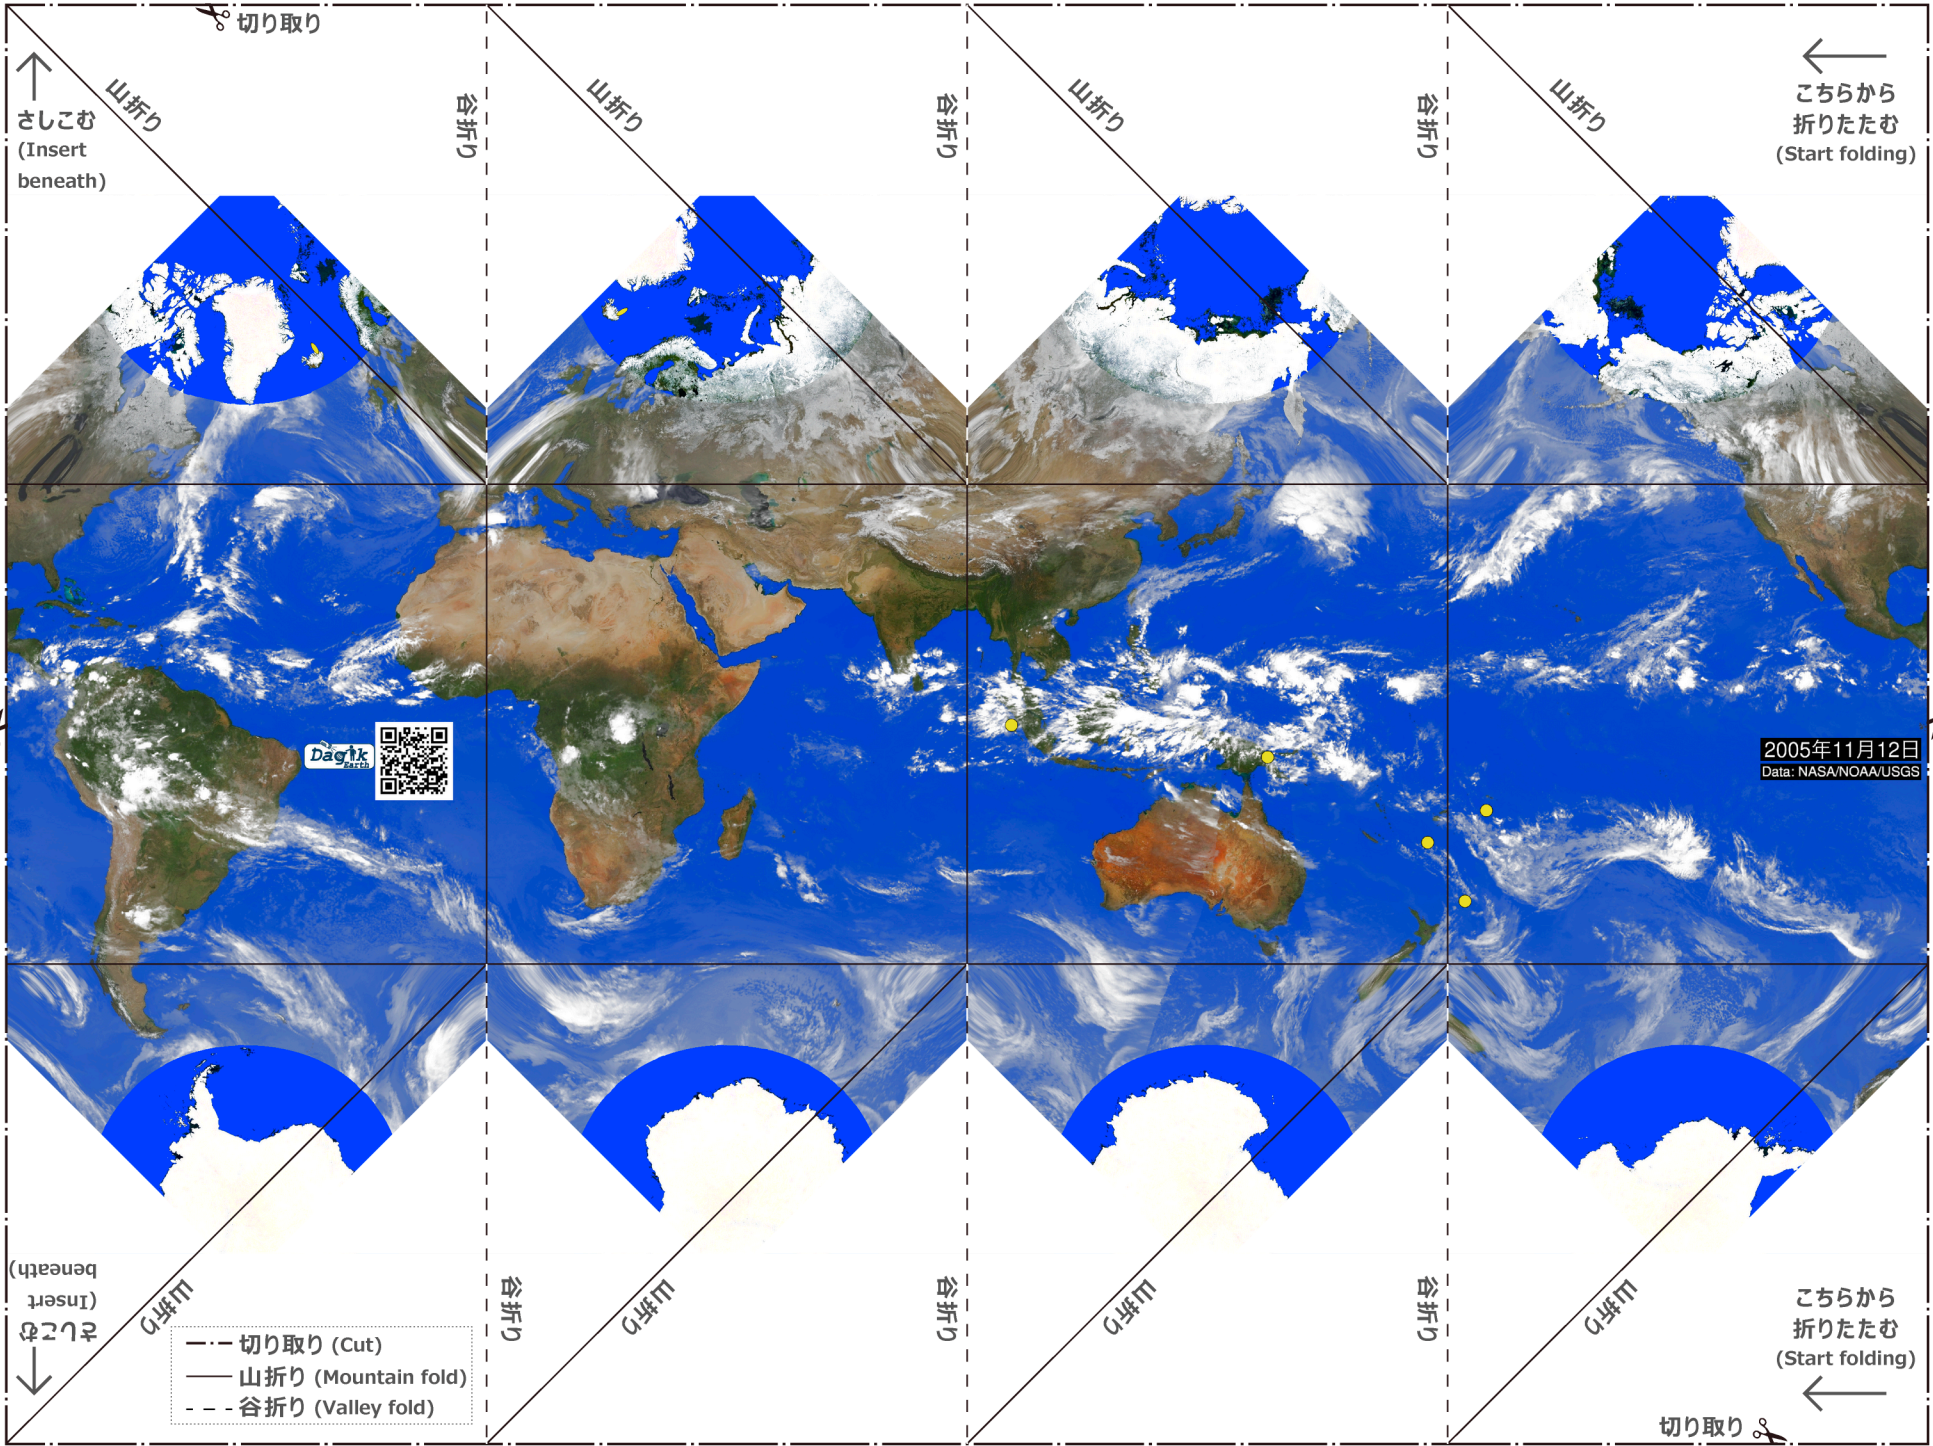 切り取り
山折り
谷折り
山折り
谷折り
山折り
谷折り
山折り
さしこむ
(Insert
beneath)
こちらから
折りたたむ
(Start folding)
Dagik
Earth
2005年11月12日
Data: NASA/NOAA/USGS
さしこむ
(Insert
beneath)
山折り
谷折り
山折り
谷折り
山折り
谷折り
山折り
切り取り (Cut)
山折り (Mountain fold)
谷折り (Valley fold)
こちらから
折りたたむ
(Start folding)
切り取り